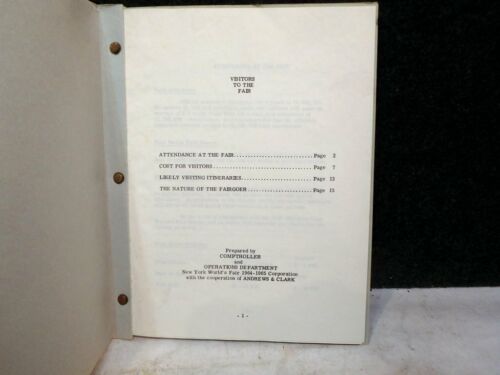 VISITORS
TO THE
FAIR
ATTENDANCE AT THE FAIR.......................Page 2
COST FOR VISITORS................................Page 7
LIKELY VISITING ITINERARIES....................Page 13
THE NATURE OF THE FAIRGOER..................Page 15
Prepared by
COMPTROLLER
and
OPERATIONS DEPARTMENT
New York World's Fair 1964-1965 Corporation
with the cooperation of ANDREWS & CLARK
- 1 -